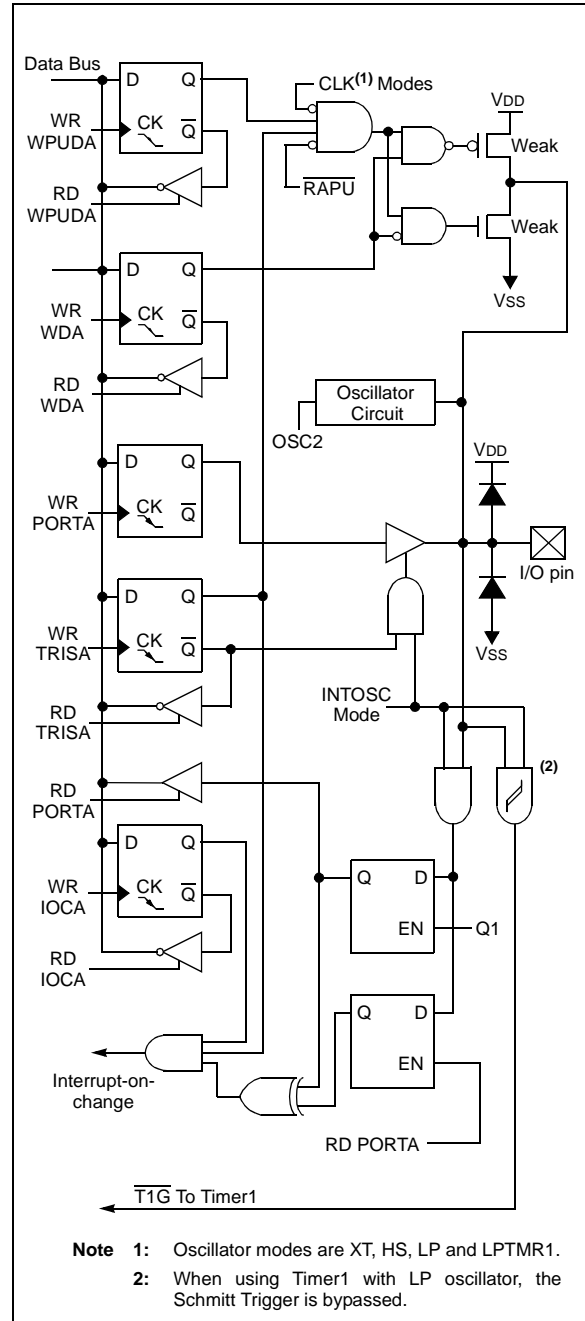 Data Bus
D Q
CLK(1) Modes
VDD
WR
WPUDA
CK Q
Weak
RAPU
RD
WPUDA
Weak
D Q
VSS
WR
WDA
CK Q
RD
WDA
Oscillator
Circuit
OSC2
VDD
D Q
WR
PORTA
CK Q
I/O pin
D Q
WR
TRISA
CK Q
VSS
INTOSC
Mode
RD
TRISA
(2)
RD
PORTA
D Q
Q D
WR
IOCA
CK Q
EN Q1
RD
IOCA
Q D
EN
Interrupt-on-
change
RD PORTA
T1G To Timer1
Note 1: Oscillator modes are XT, HS, LP and LPTMR1.
2: When using Timer1 with LP oscillator, the
Schmitt Trigger is bypassed.